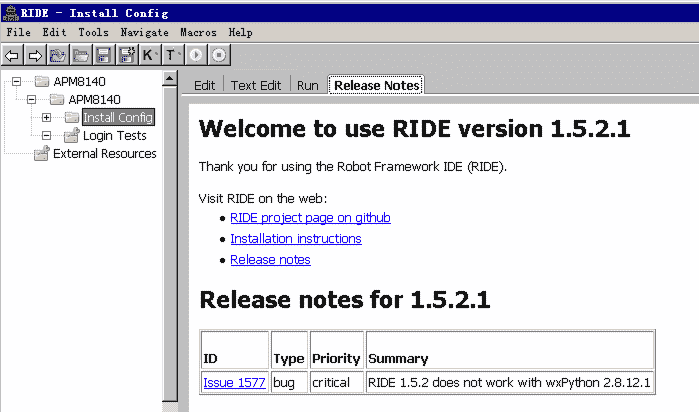 RIDE - Install Config
File Edit Tools Navigate Macros Help
K T
APM8140
APM8140
Install Config
Login Tests
External Resources
Edit Text Edit Run Release Notes
Welcome to use RIDE version 1.5.2.1
Thank you for using the Robot Framework IDE (RIDE).
Visit RIDE on the web:
• RIDE project page on github
• Installation instructions
• Release notes
Release notes for 1.5.2.1
ID Type Priority Summary
Issue 1577 bug critical RIDE 1.5.2 does not work with wxPython 2.8.12.1